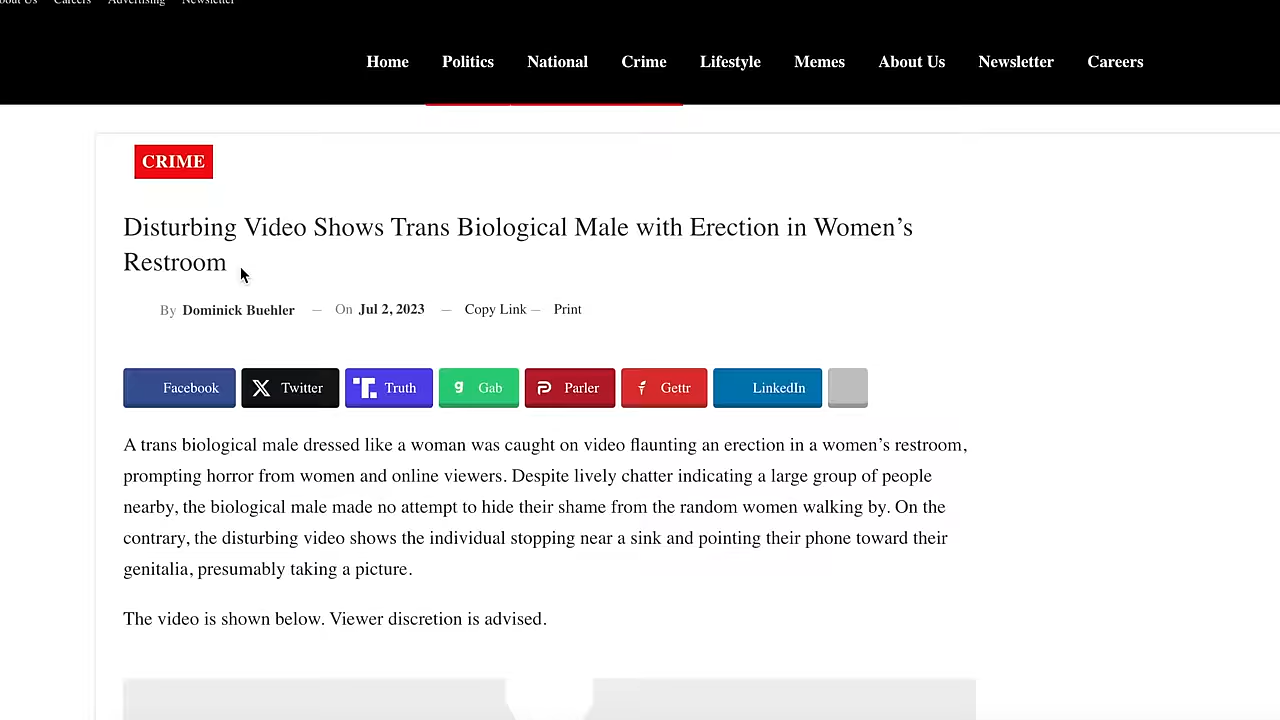 About Us Careers Advertising Newsletter
Home Politics National Crime Lifestyle Memes About Us Newsletter Careers
CRIME
Disturbing Video Shows Trans Biological Male with Erection in Women’s
Restroom
By Dominick Buehler — On Jul 2, 2023 — Copy Link — Print
Facebook Twitter Truth Gab Parler Gettr LinkedIn
A trans biological male dressed like a woman was caught on video flaunting an erection in a women’s restroom,
prompting horror from women and online viewers. Despite lively chatter indicating a large group of people
nearby, the biological male made no attempt to hide their shame from the random women walking by. On the
contrary, the disturbing video shows the individual stopping near a sink and pointing their phone toward their
genitalia, presumably taking a picture.
The video is shown below. Viewer discretion is advised.